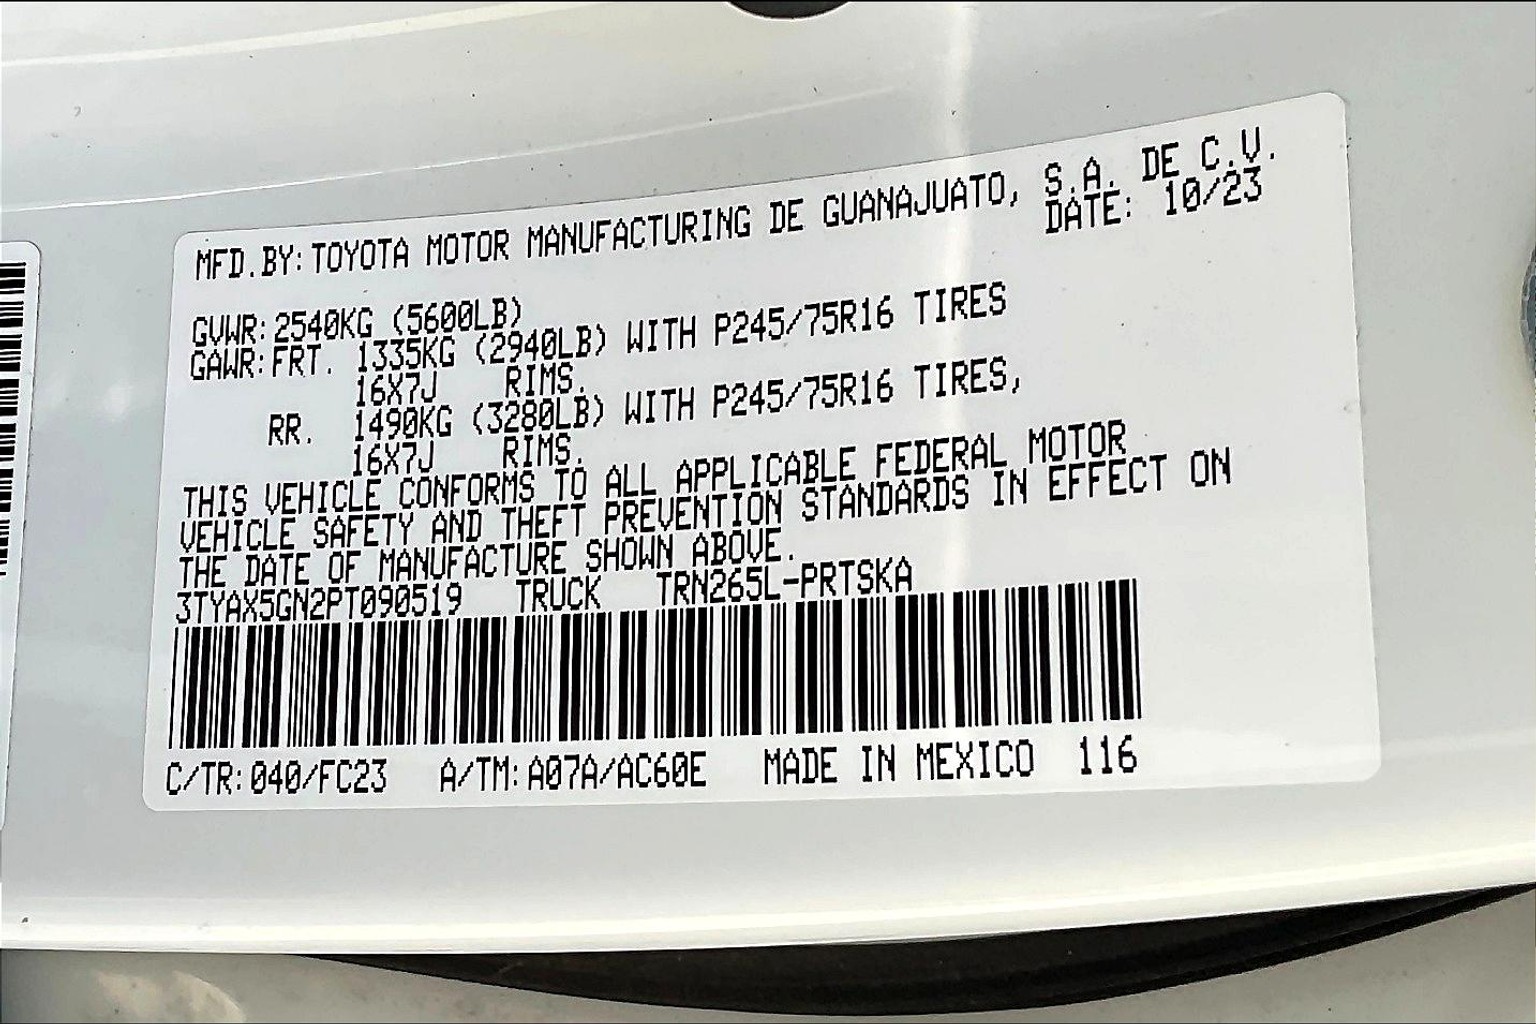 MFD.BY: TOYOTA MOTOR MANUFACTURING DE GUANAJUATO, S.A. DE C.V.
DATE: 10/23
GVWR: 2540KG (5600LB)
GAWR: FRT. 1335KG (2940LB) WITH P245/75R16 TIRES
16X7J RIMS.
RR. 1490KG (3280LB) WITH P245/75R16 TIRES,
16X7J RIMS.
THIS VEHICLE CONFORMS TO ALL APPLICABLE FEDERAL MOTOR
VEHICLE SAFETY AND THEFT PREVENTION STANDARDS IN EFFECT ON
THE DATE OF MANUFACTURE SHOWN ABOVE.
3TYAX5GN2PT090519 TRUCK TRN265L-PRTSKA
C/TR: 040/FC23 A/TM: A07A/AC60E MADE IN MEXICO 116